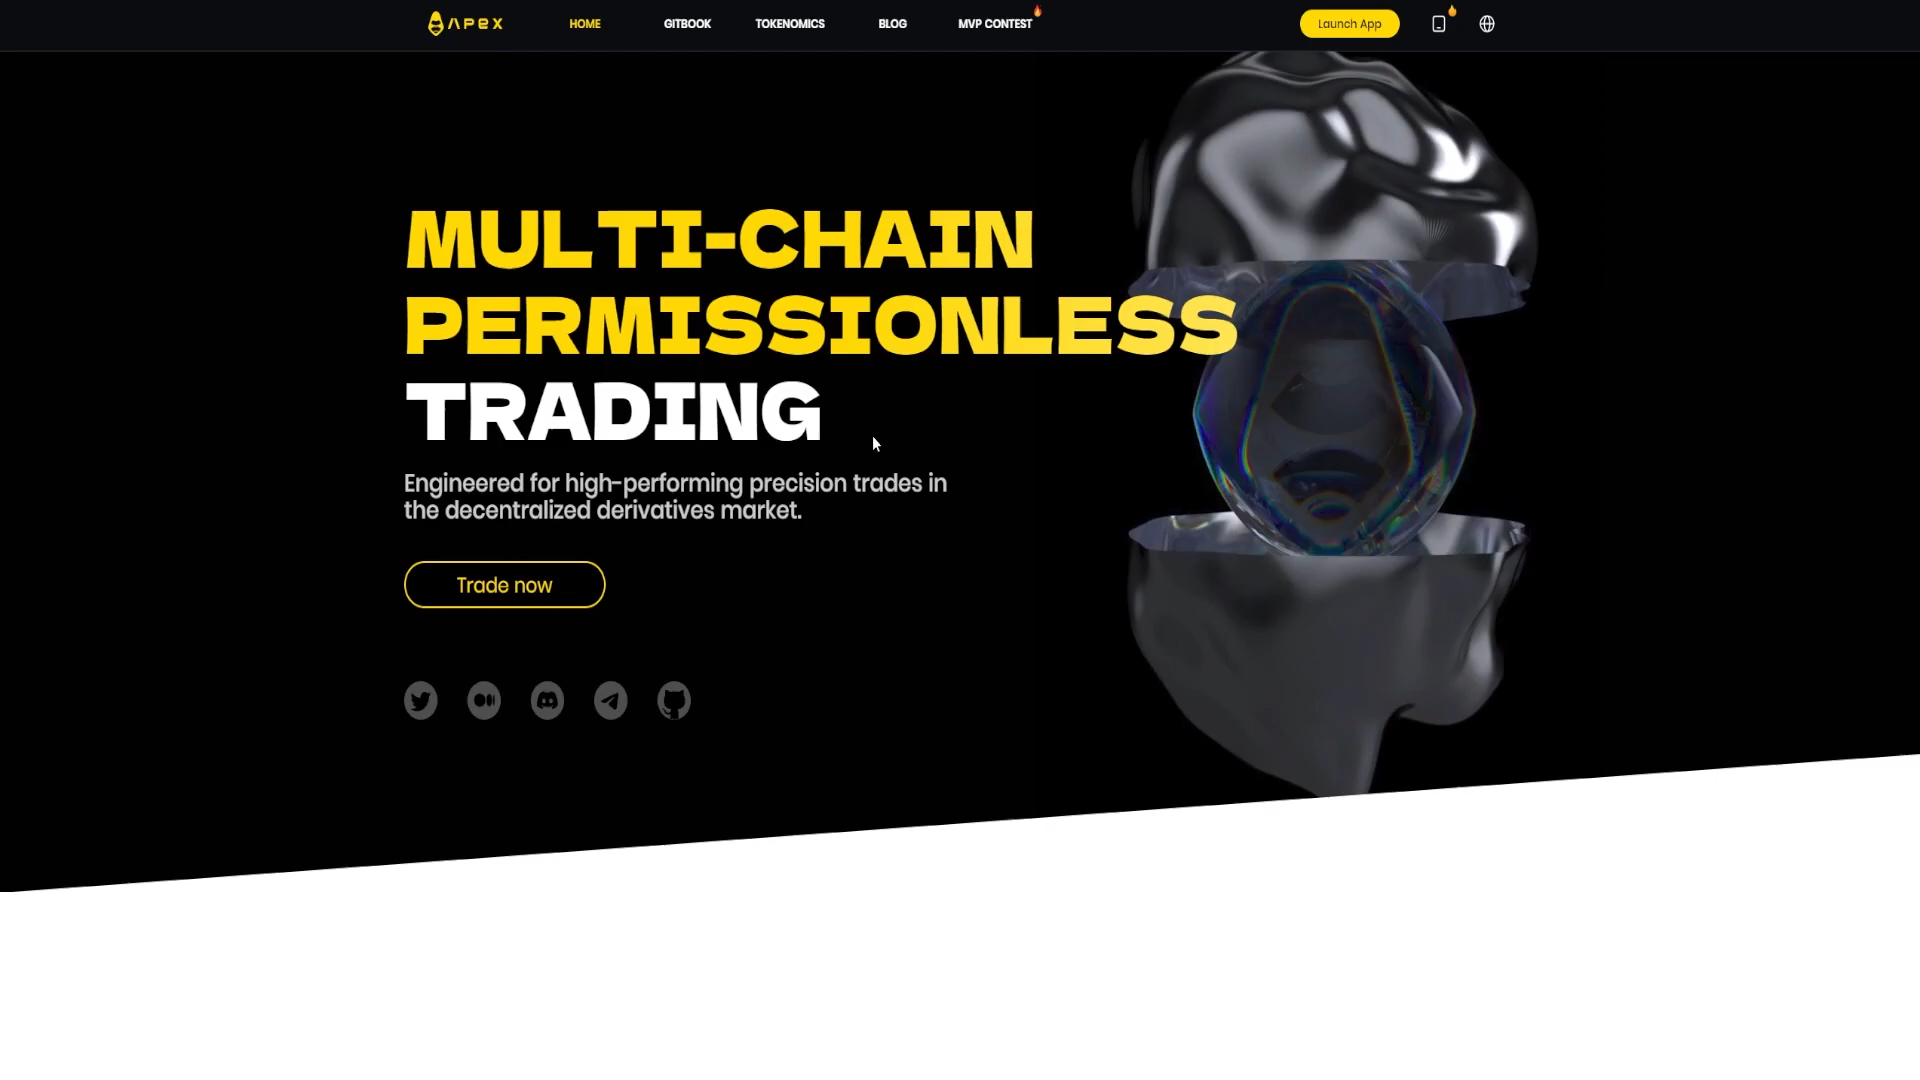 APEX
HOME
GITBOOK
TOKENOMICS
BLOG
MVP CONTEST
Launch App
MULTI-CHAIN
PERMISSIONLESS
TRADING
Engineered for high-performing precision trades in
the decentralized derivatives market.
Trade now